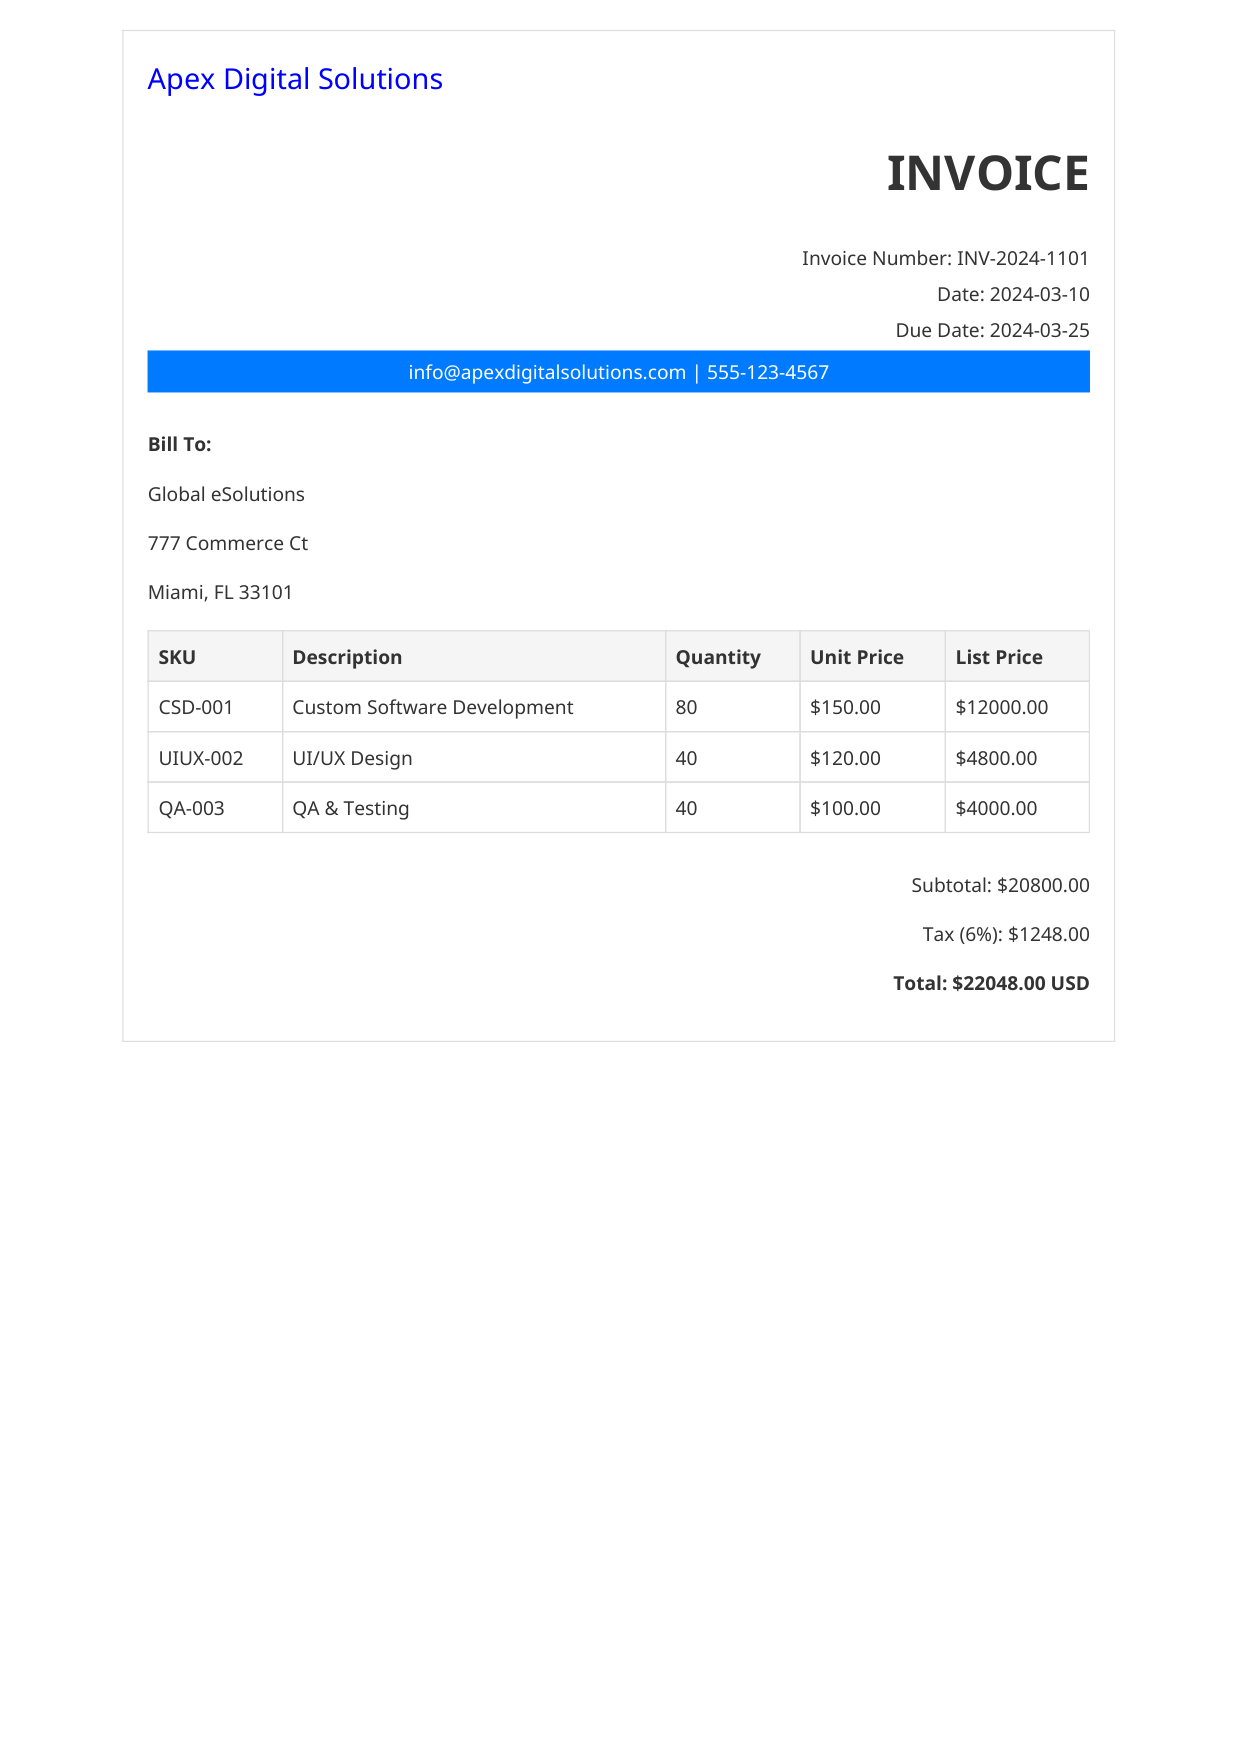 Apex Digital Solutions
INVOICE
Invoice Number: INV-2024-1101
Date: 2024-03-10
Due Date: 2024-03-25
info@apexdigitalsolutions.com | 555-123-4567
Bill To:
Global eSolutions
777 Commerce Ct
Miami, FL 33101
SKU Description Quantity Unit Price List Price
CSD-001 Custom Software Development 80 $150.00 $12000.00
UIUX-002 UI/UX Design 40 $120.00 $4800.00
QA-003 QA & Testing 40 $100.00 $4000.00
Subtotal: $20800.00
Tax (6%): $1248.00
Total: $22048.00 USD